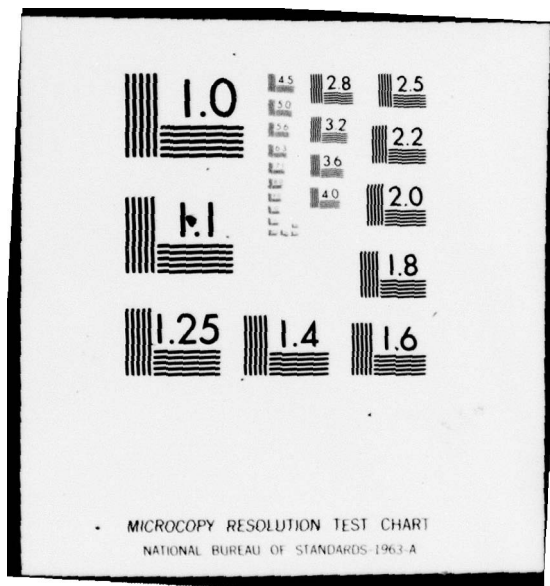 1.0
4.5 2.8 2.5
5.0
5.6 3.2 2.2
6.3
3.6
1.1 4.0 2.0
1.8
1.25 1.4 1.6
MICROCOPY RESOLUTION TEST CHART
NATIONAL BUREAU OF STANDARDS-1963-A